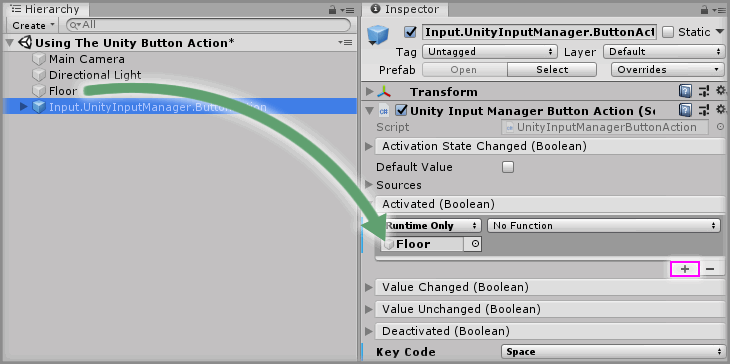 Hierarchy
Create
All
Using The Unity Button Action*
Main Camera
Directional Light
Floor
Input.UnityInputManager.ButtonAction
Inspector
Input.UnityInputManager.ButtonAct
Static
Tag
Untagged
Layer
Default
Prefab
Open
Select
Overrides
Transform
Unity Input Manager Button Action (Sc
Script
UnityInputManagerButtonAction
Activation State Changed (Boolean)
Default Value
Sources
Activated (Boolean)
Runtime Only
No Function
Floor
Value Changed (Boolean)
Value Unchanged (Boolean)
Deactivated (Boolean)
Key Code
Space